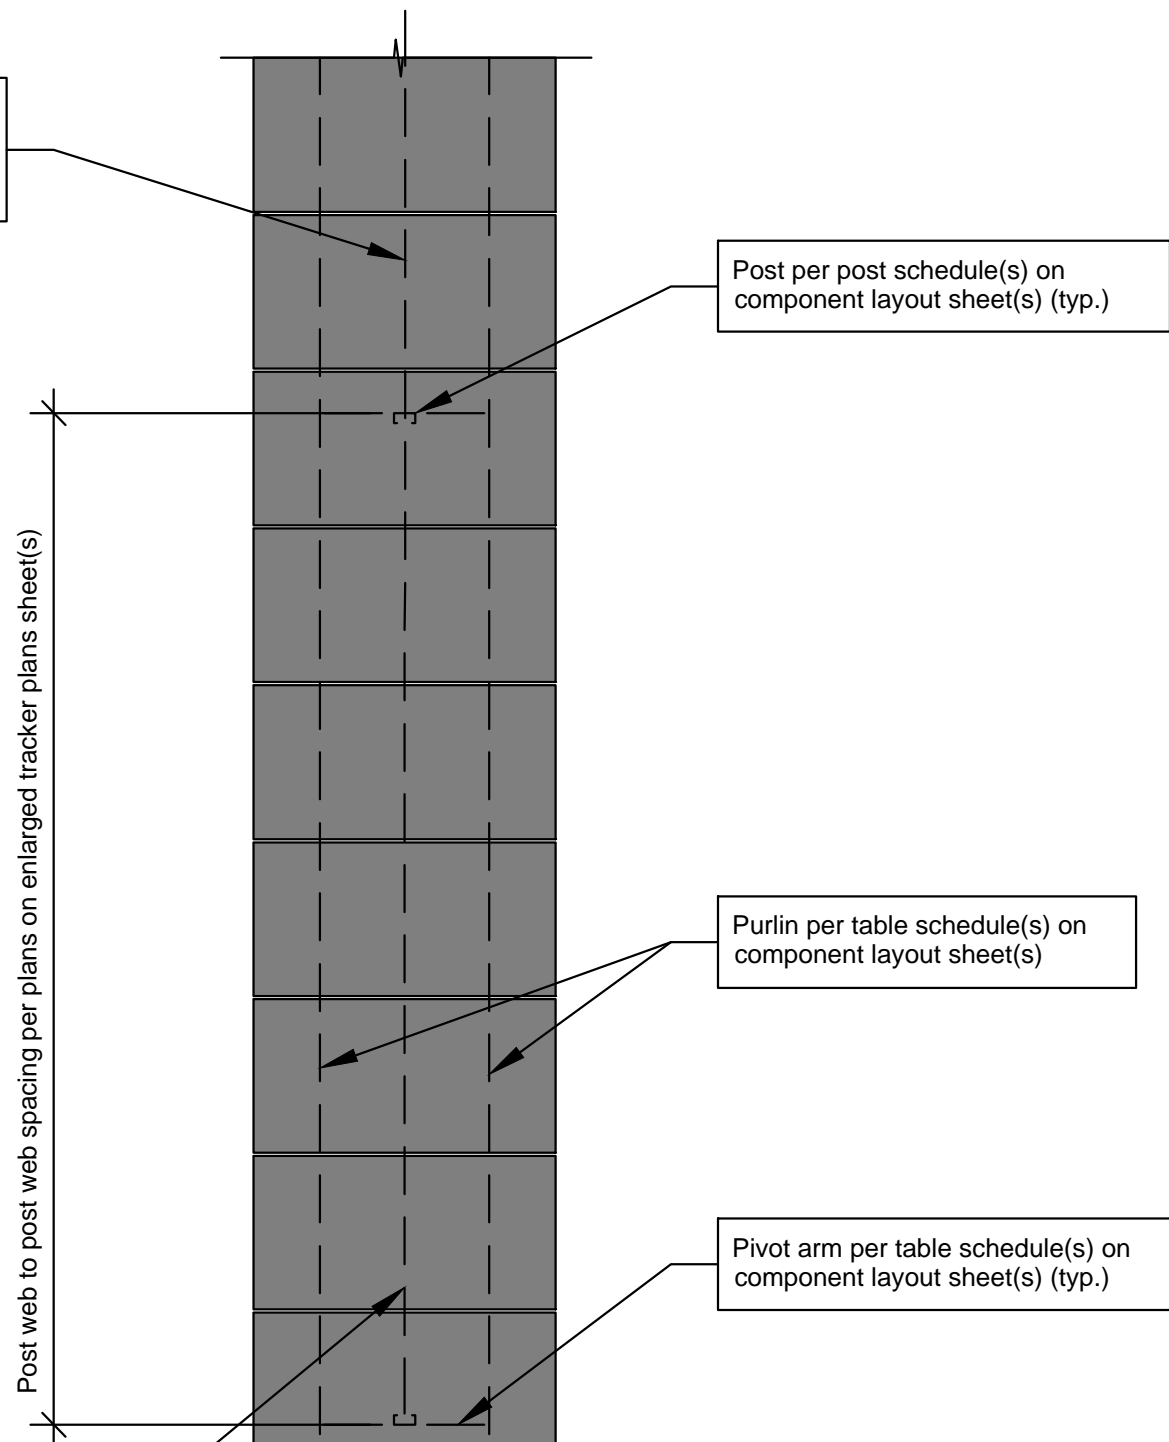 Post per post schedule(s) on
component layout sheet(s) (typ.)
Post web to post web spacing per plans on enlarged tracker plans sheet(s)
Purlin per table schedule(s) on
component layout sheet(s)
Pivot arm per table schedule(s) on
component layout sheet(s) (typ.)